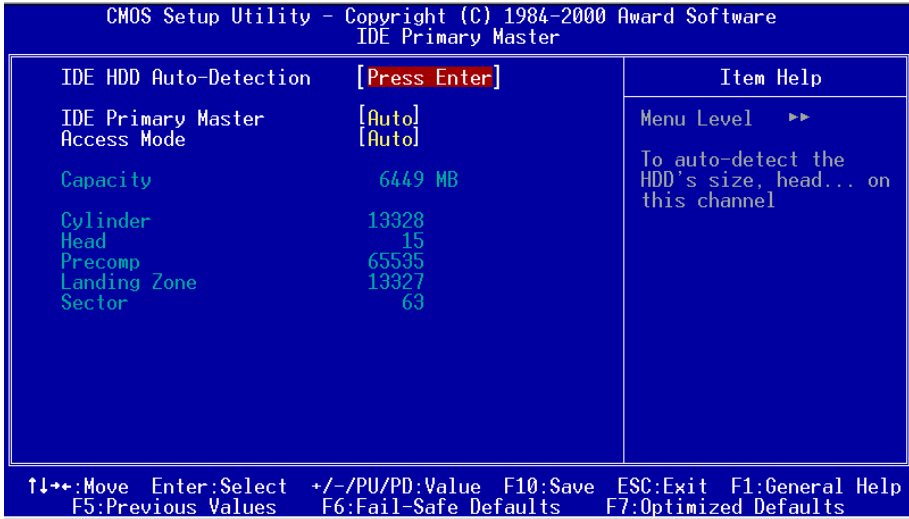 CMOS Setup Utility - Copyright (C) 1984-2000 Award Software
IDE Primary Master
IDE HDD Auto-Detection [Press Enter]
IDE Primary Master [Auto]
Access Mode [Auto]
Capacity 6449 MB
Cylinder 13328
Head 15
Precomp 65535
Landing Zone 13327
Sector 63
Item Help
Menu Level ▸▸
To auto-detect the
HDD's size, head... on
this channel
↑↓→←:Move Enter:Select +/-/PU/PD:Value F10:Save ESC:Exit F1:General Help
F5:Previous Values F6:Fail-Safe Defaults F7:Optimized Defaults